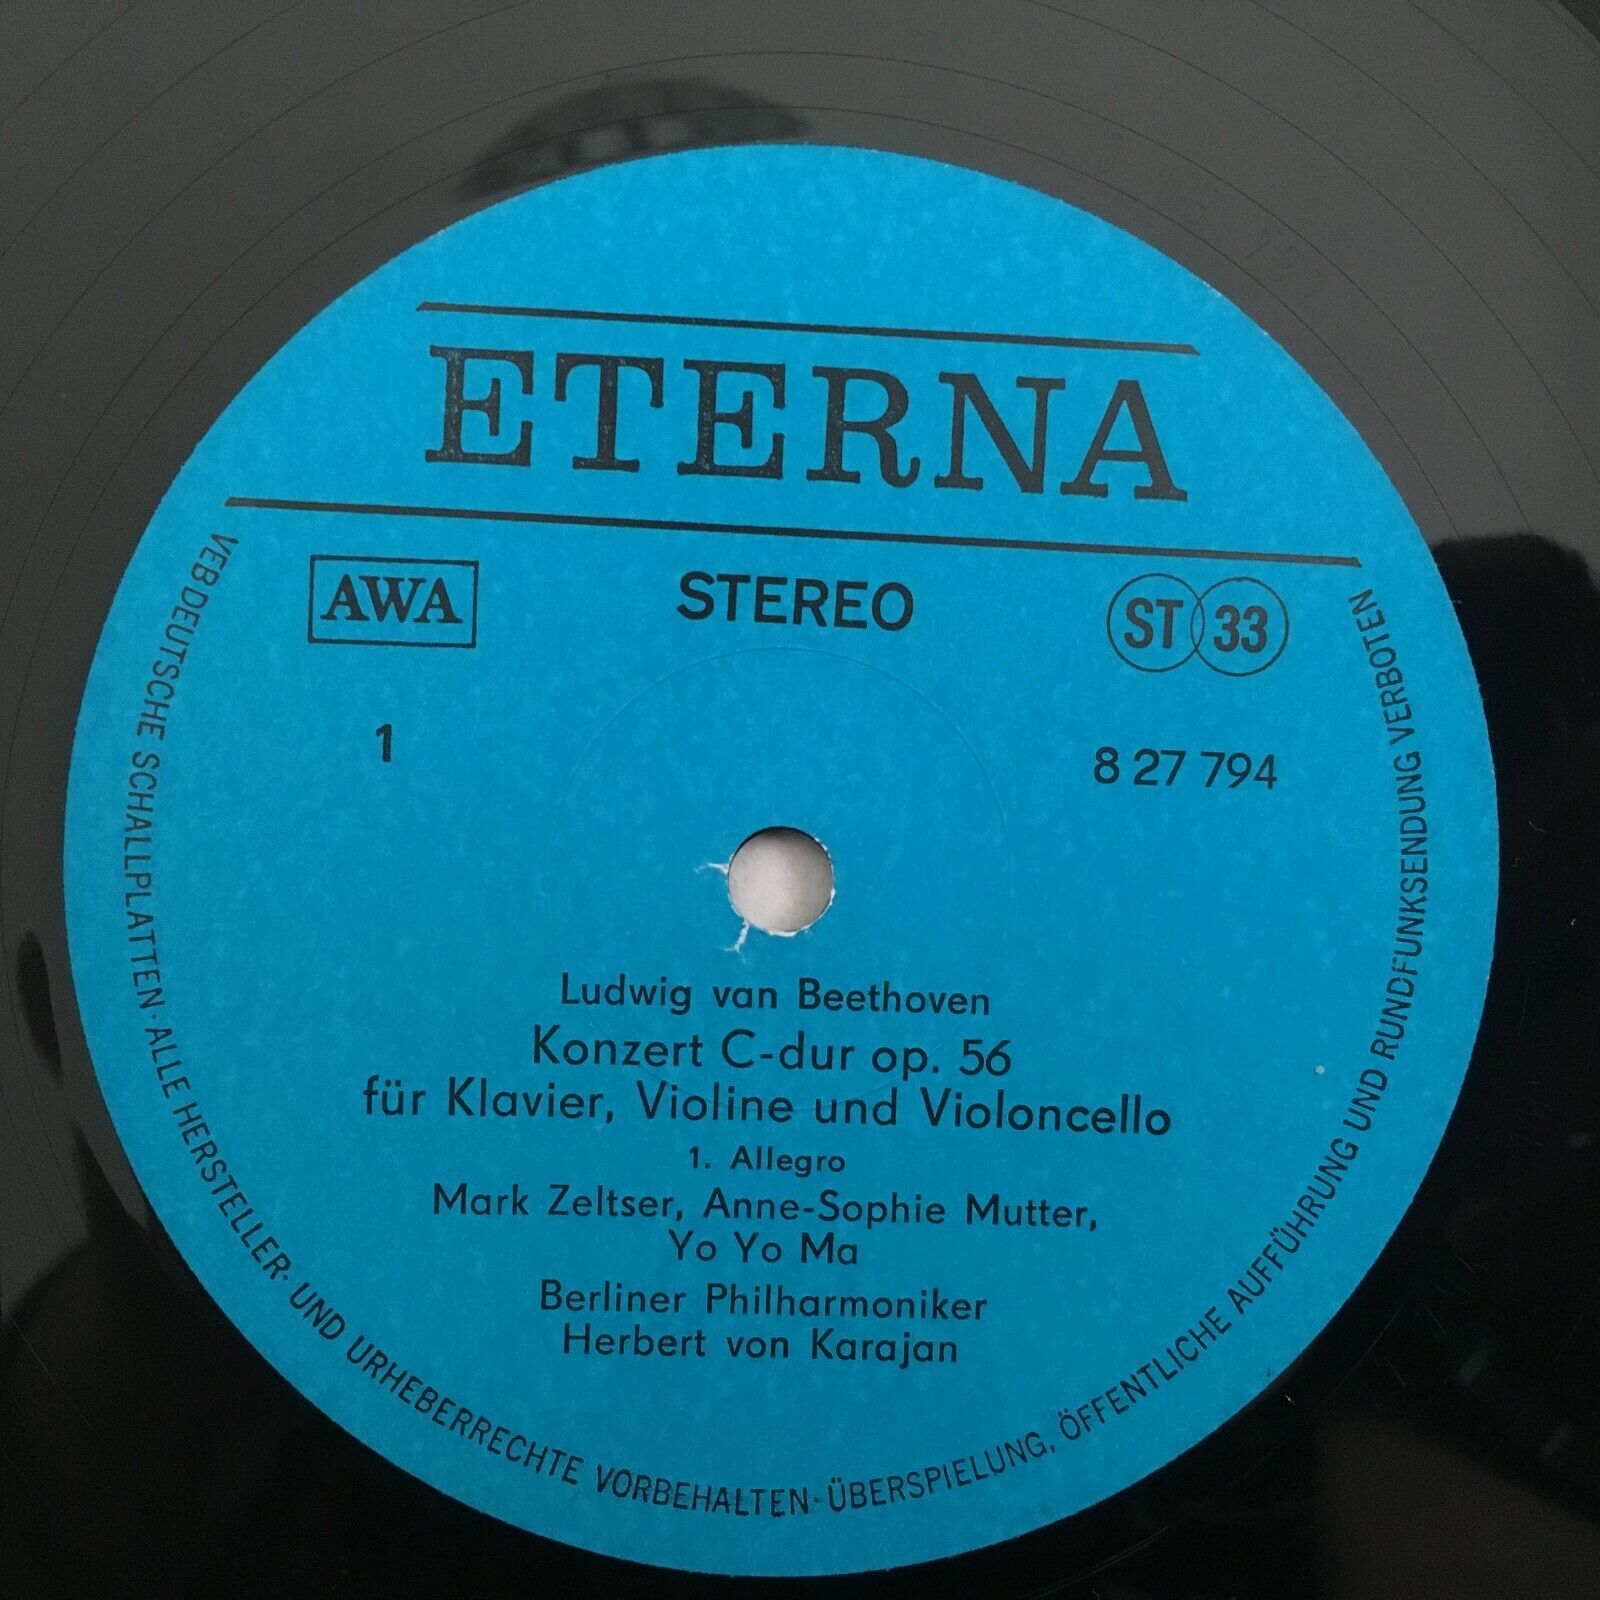 ETERNA
AWA
STEREO
ST 33
1
8 27 794
Ludwig van Beethoven
Konzert C-dur op. 56
für Klavier, Violine und Violoncello
1. Allegro
Mark Zeltser, Anne-Sophie Mutter,
Yo Yo Ma
Berliner Philharmoniker
Herbert von Karajan
VEB DEUTSCHE SCHALLPLATTEN · ALLE HERSTELLER- UND URHEBERRECHTE VORBEHALTEN · ÜBERSPIELUNG, ÖFFENTLICHE AUFFÜHRUNG UND RUNDFUNKSENDUNG VERBOTEN